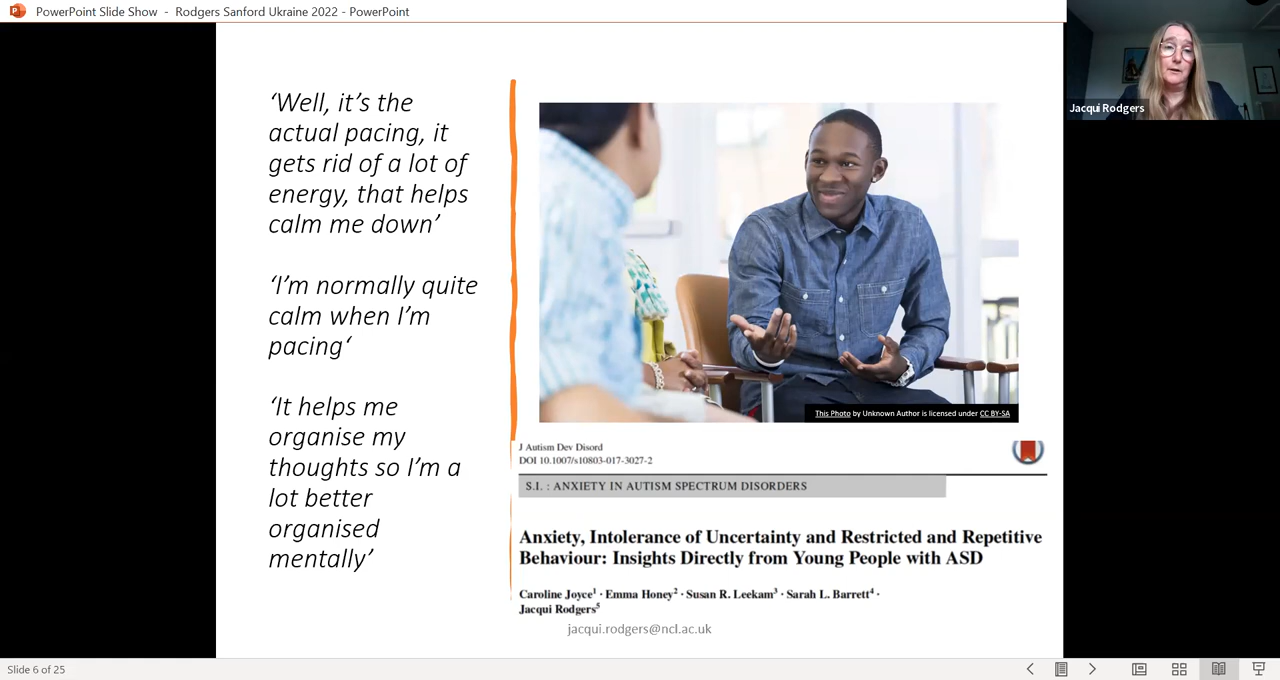 PowerPoint Slide Show - Rodgers Sanford Ukraine 2022 - PowerPoint
Jacqui Rodgers
‘Well, it’s the
actual pacing, it
gets rid of a lot of
energy, that helps
calm me down’
‘I’m normally quite
calm when I’m
pacing‘
‘It helps me
organise my
thoughts so I’m a
lot better
organised
mentally’
This Photo by Unknown Author is licensed under CC BY-SA
J Autism Dev Disord
DOI 10.1007/s10803-017-3027-2
S.I. : ANXIETY IN AUTISM SPECTRUM DISORDERS
Anxiety, Intolerance of Uncertainty and Restricted and Repetitive
Behaviour: Insights Directly from Young People with ASD
Caroline Joyce1 · Emma Honey2 · Susan R. Leekam3 · Sarah L. Barrett4 ·
Jacqui Rodgers5
jacqui.rodgers@ncl.ac.uk
Slide 6 of 25